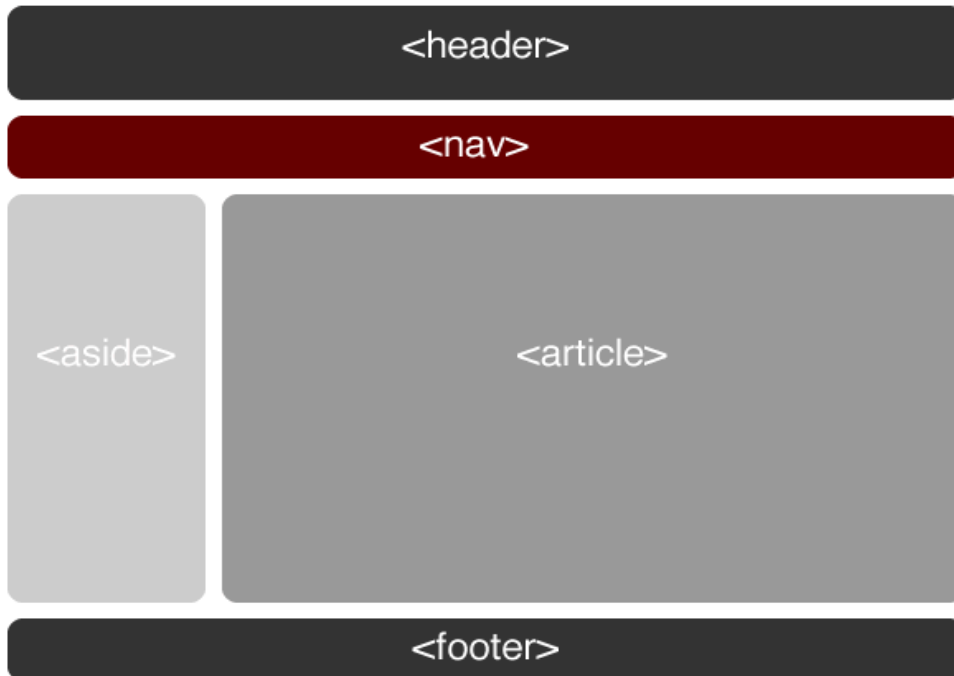 <header>
<nav>
<aside>
<article>
<footer>